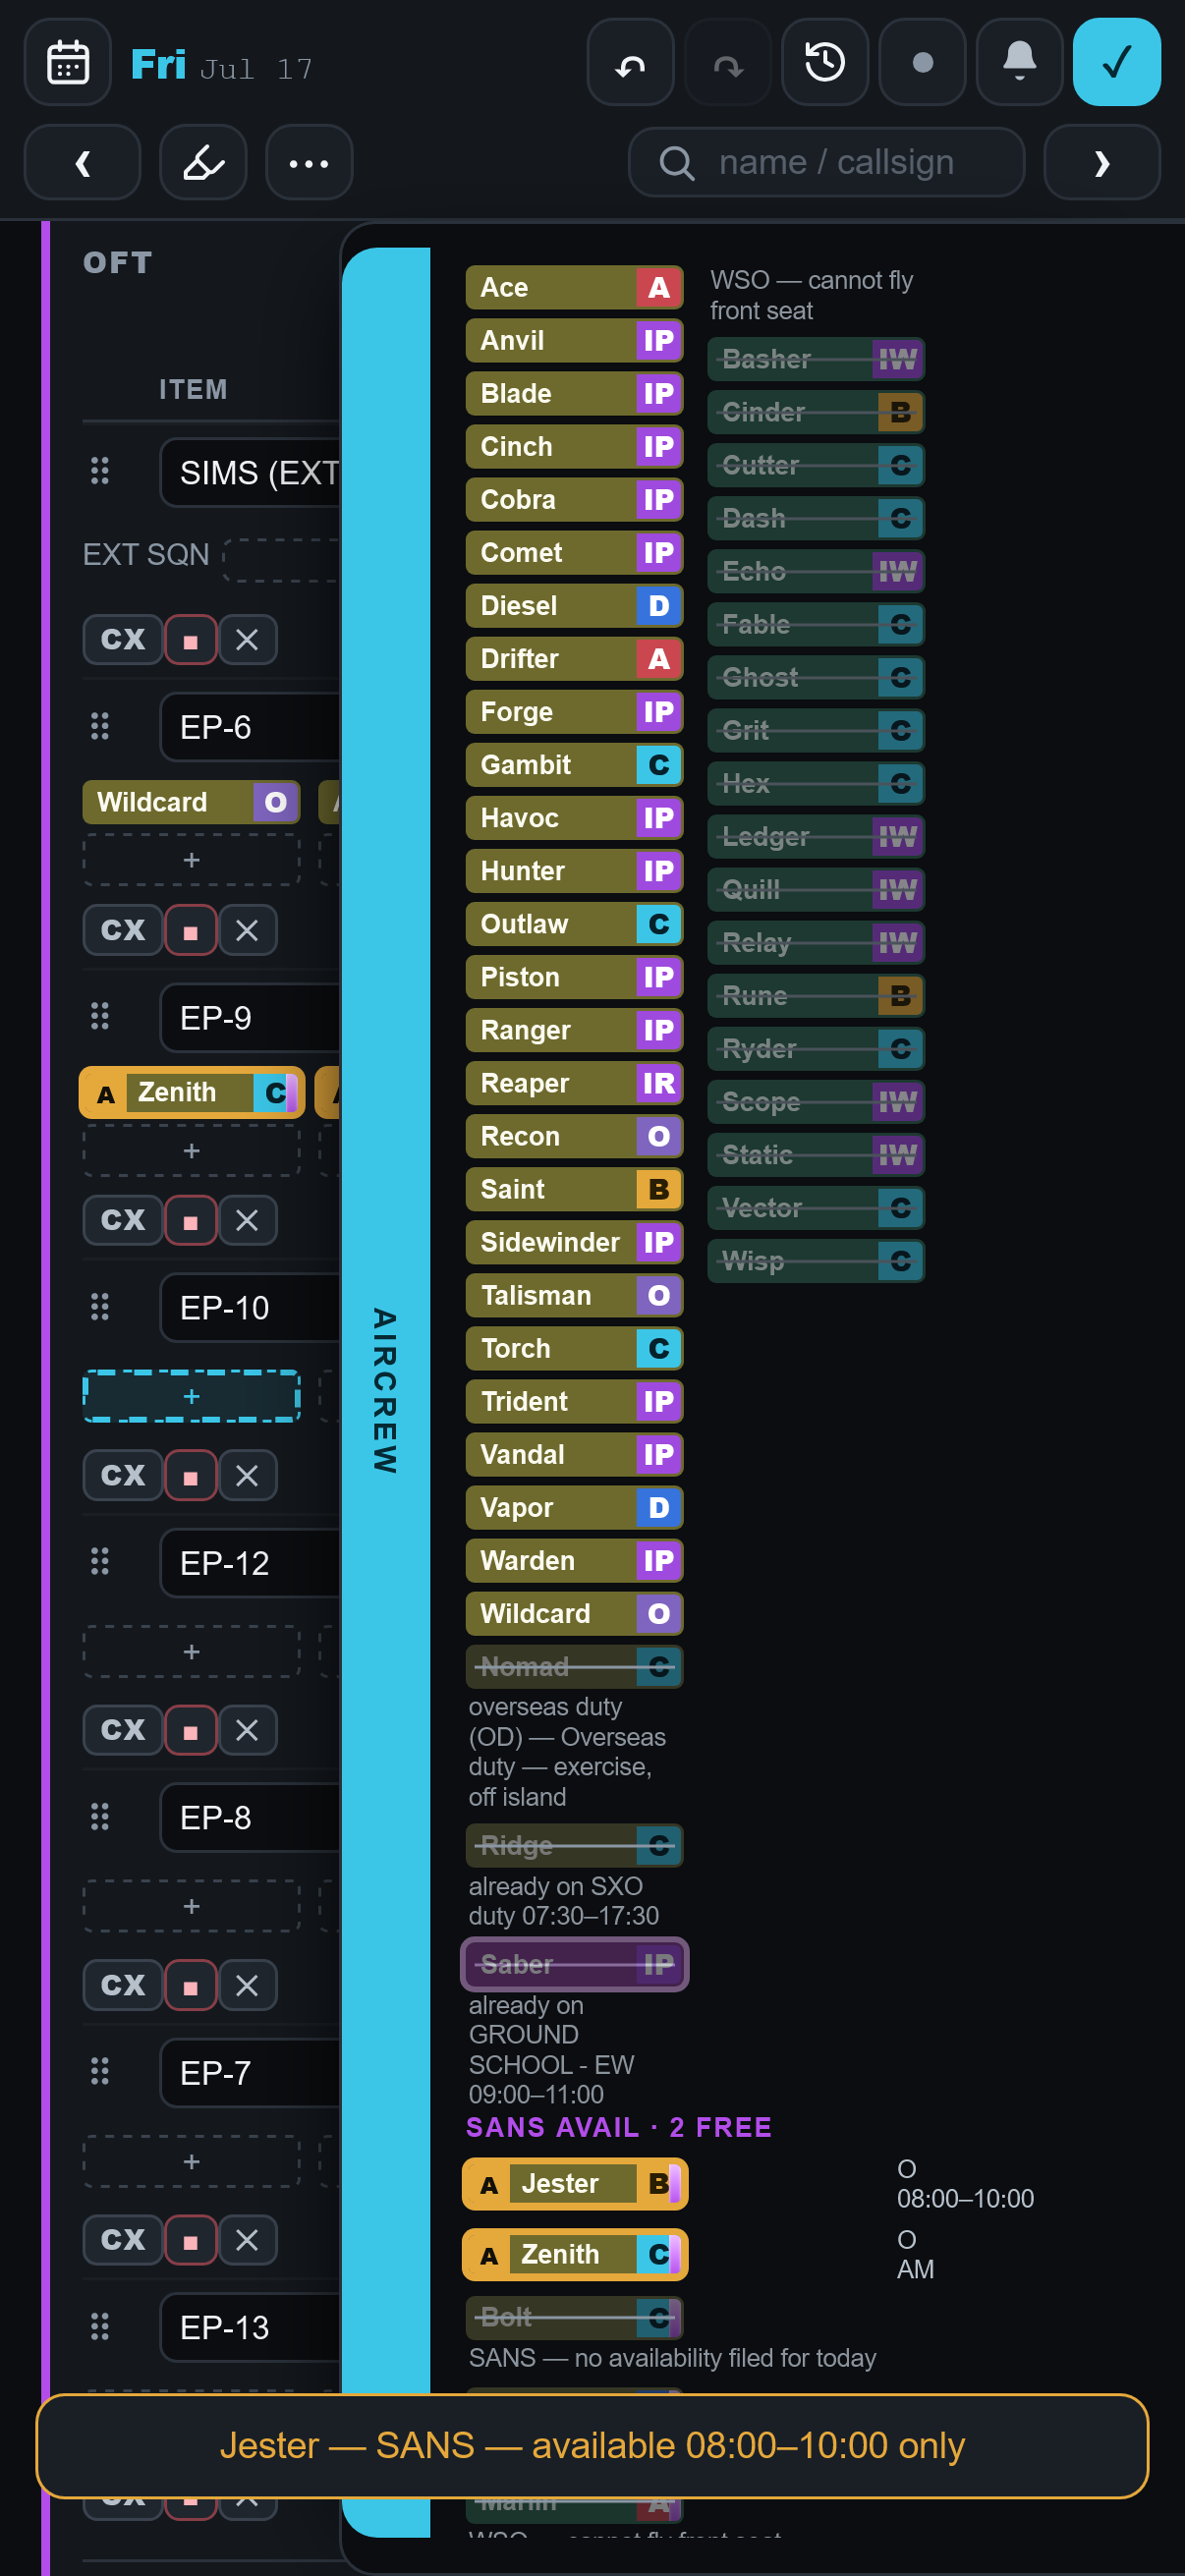 Fri Jul 17
name / callsign
OFT
ITEM
SIMS (EXT
EXT SQN
CX
EP-6
Wildcard O
+
CX
EP-9
A Zenith C
+
CX
EP-10
+
CX
EP-12
+
CX
EP-8
+
CX
EP-7
+
CX
EP-13
AIRCREW
Ace A
Anvil IP
Blade IP
Cinch IP
Cobra IP
Comet IP
Diesel D
Drifter A
Forge IP
Gambit C
Havoc IP
Hunter IP
Outlaw C
Piston IP
Ranger IP
Reaper IR
Recon O
Saint B
Sidewinder IP
Talisman O
Torch C
Trident IP
Vandal IP
Vapor D
Warden IP
Wildcard O
Nomad C
overseas duty
(OD) — Overseas
duty — exercise,
off island
Ridge C
already on SXO
duty 07:30–17:30
Saber IP
already on
GROUND
SCHOOL - EW
09:00–11:00
WSO — cannot fly
front seat
Basher IW
Cinder B
Cutter C
Dash C
Echo IW
Fable C
Ghost C
Grit C
Hex C
Ledger IW
Quill IW
Relay IW
Rune B
Ryder C
Scope IW
Static IW
Vector C
Wisp C
SANS AVAIL · 2 FREE
A Jester B
O
08:00–10:00
A Zenith C
O
AM
Bolt C
SANS — no availability filed for today
Jester — SANS — available 08:00–10:00 only
CX
Marlin A
WSO — cannot fly front seat